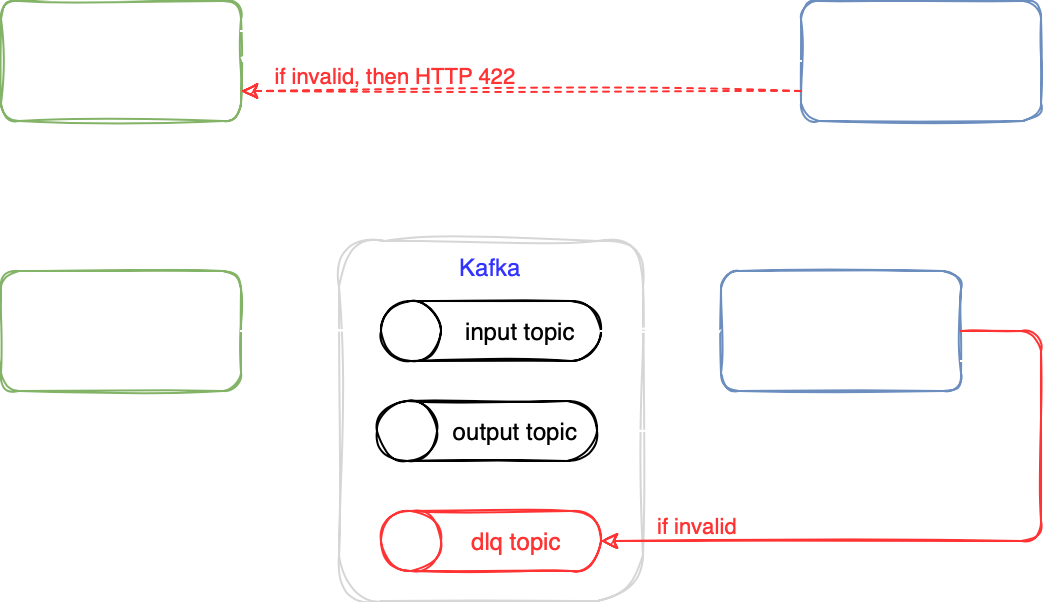 if invalid, then HTTP 422
Kafka
input topic
output topic
dlq topic
if invalid